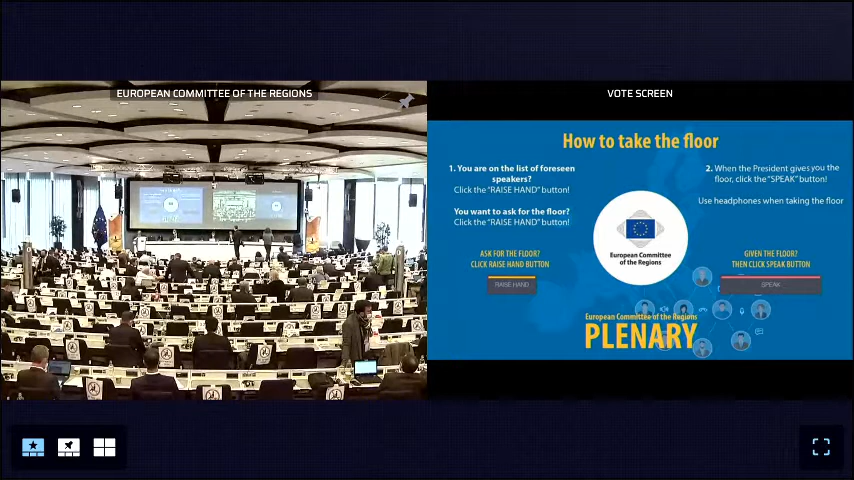 EUROPEAN COMMITTEE OF THE REGIONS
VOTE SCREEN
How to take the floor
1. You are on the list of foreseen
speakers?
Click the "RAISE HAND" button!
You want to ask for the floor?
Click the "RAISE HAND" button!
2. When the President gives you the
floor, click the "SPEAK" button!
Use headphones when taking the floor
European Committee
of the Regions
ASK FOR THE FLOOR?
CLICK RAISE HAND BUTTON
RAISE HAND
GIVEN THE FLOOR?
THEN CLICK SPEAK BUTTON
SPEAK
European Committee of the Regions
PLENARY